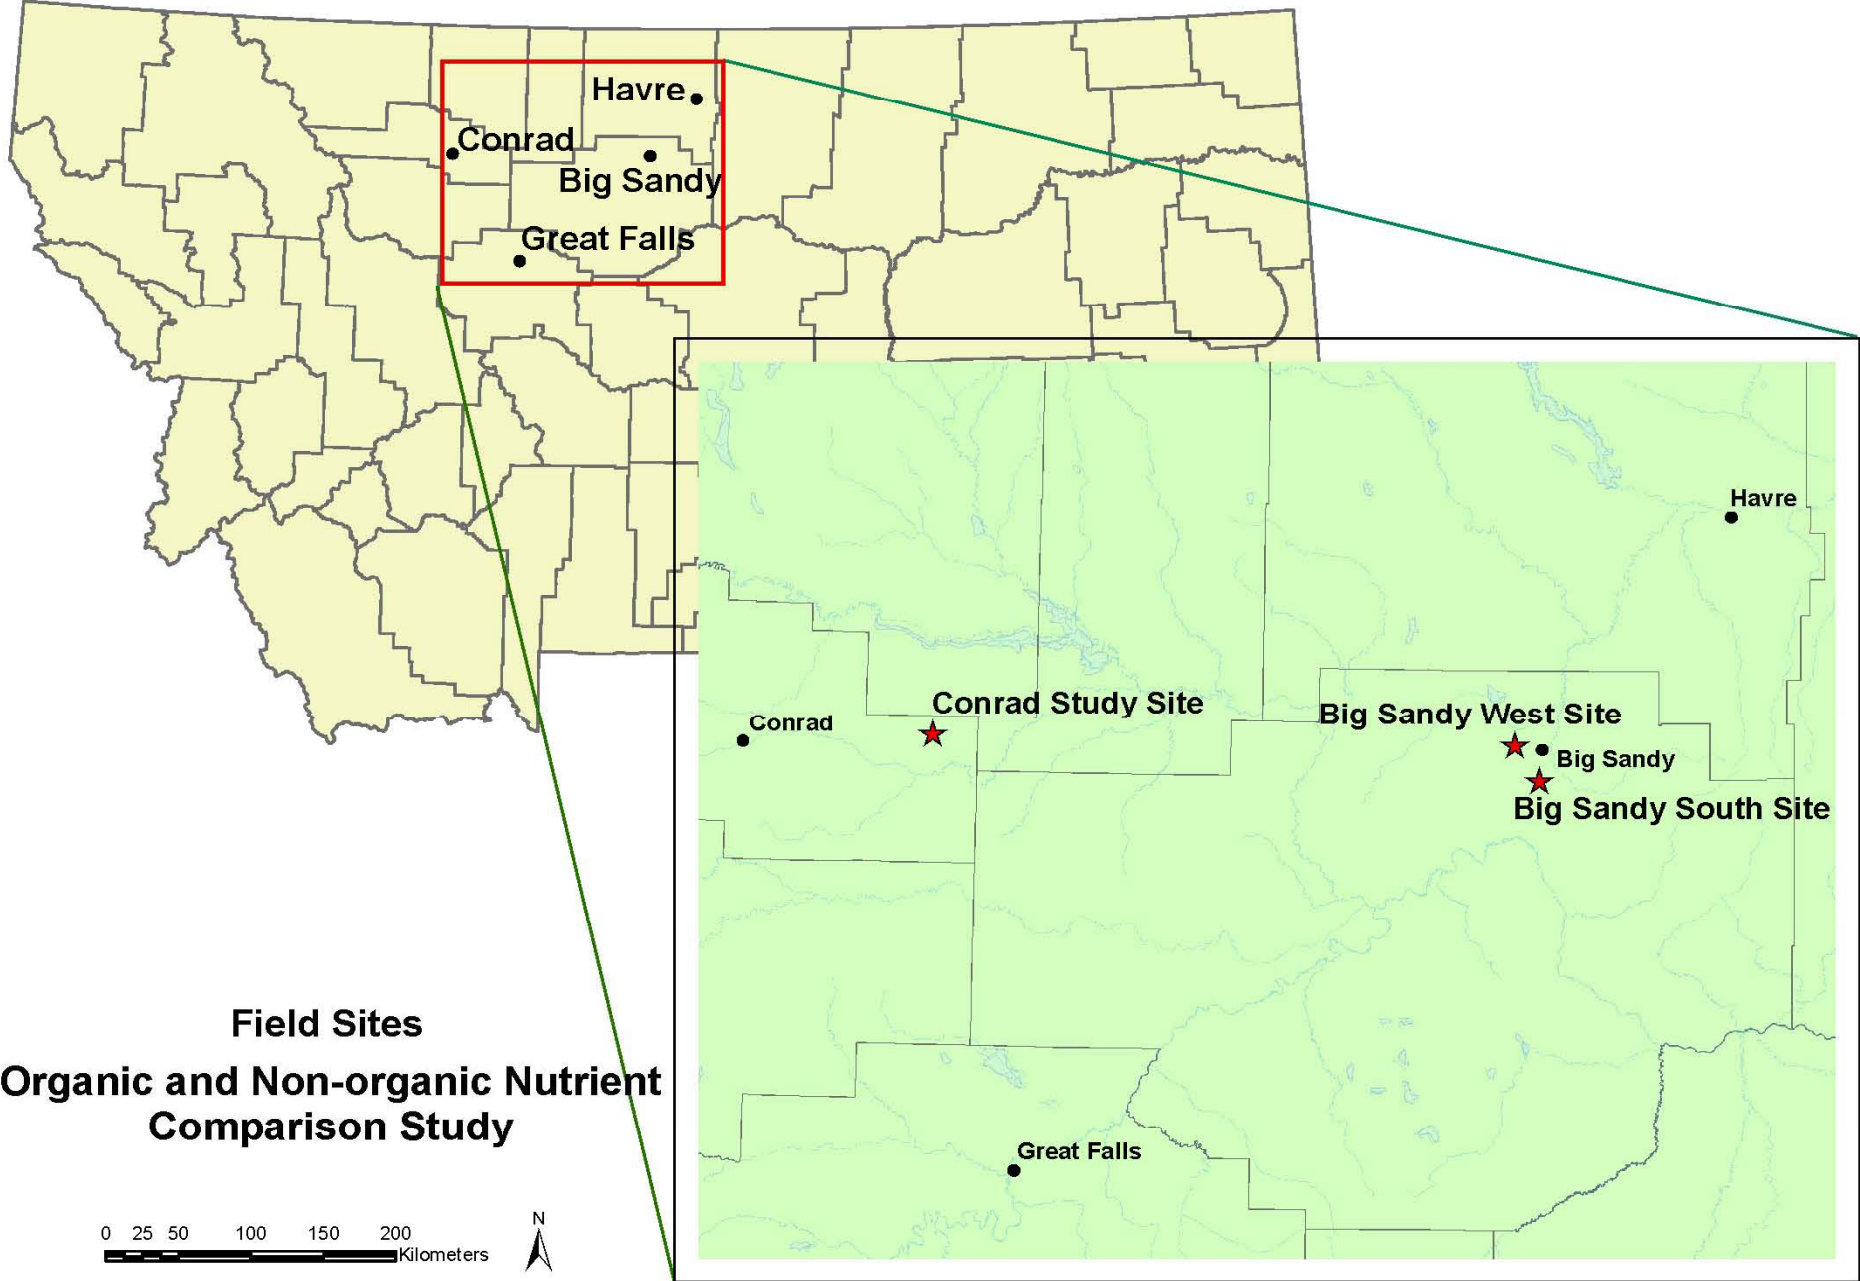 Havre
Conrad
Big Sandy
Great Falls
Havre
Conrad Study Site
Conrad
Big Sandy West Site
Big Sandy
Big Sandy South Site
Great Falls
Field Sites
Organic and Non-organic Nutrient
Comparison Study
0 25 50 100 150 200
Kilometers
N